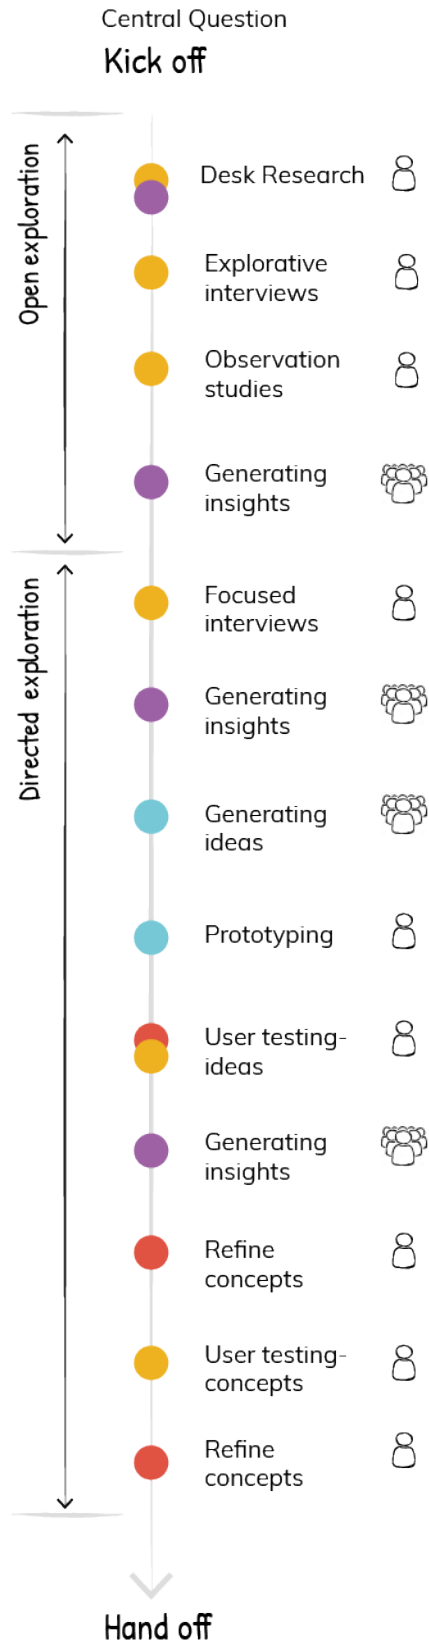 Central Question
Kick off
Open exploration
Desk Research
Explorative
interviews
Observation
studies
Generating
insights
Directed exploration
Focused
interviews
Generating
insights
Generating
ideas
Prototyping
User testing-
ideas
Generating
insights
Refine
concepts
User testing-
concepts
Refine
concepts
Hand off